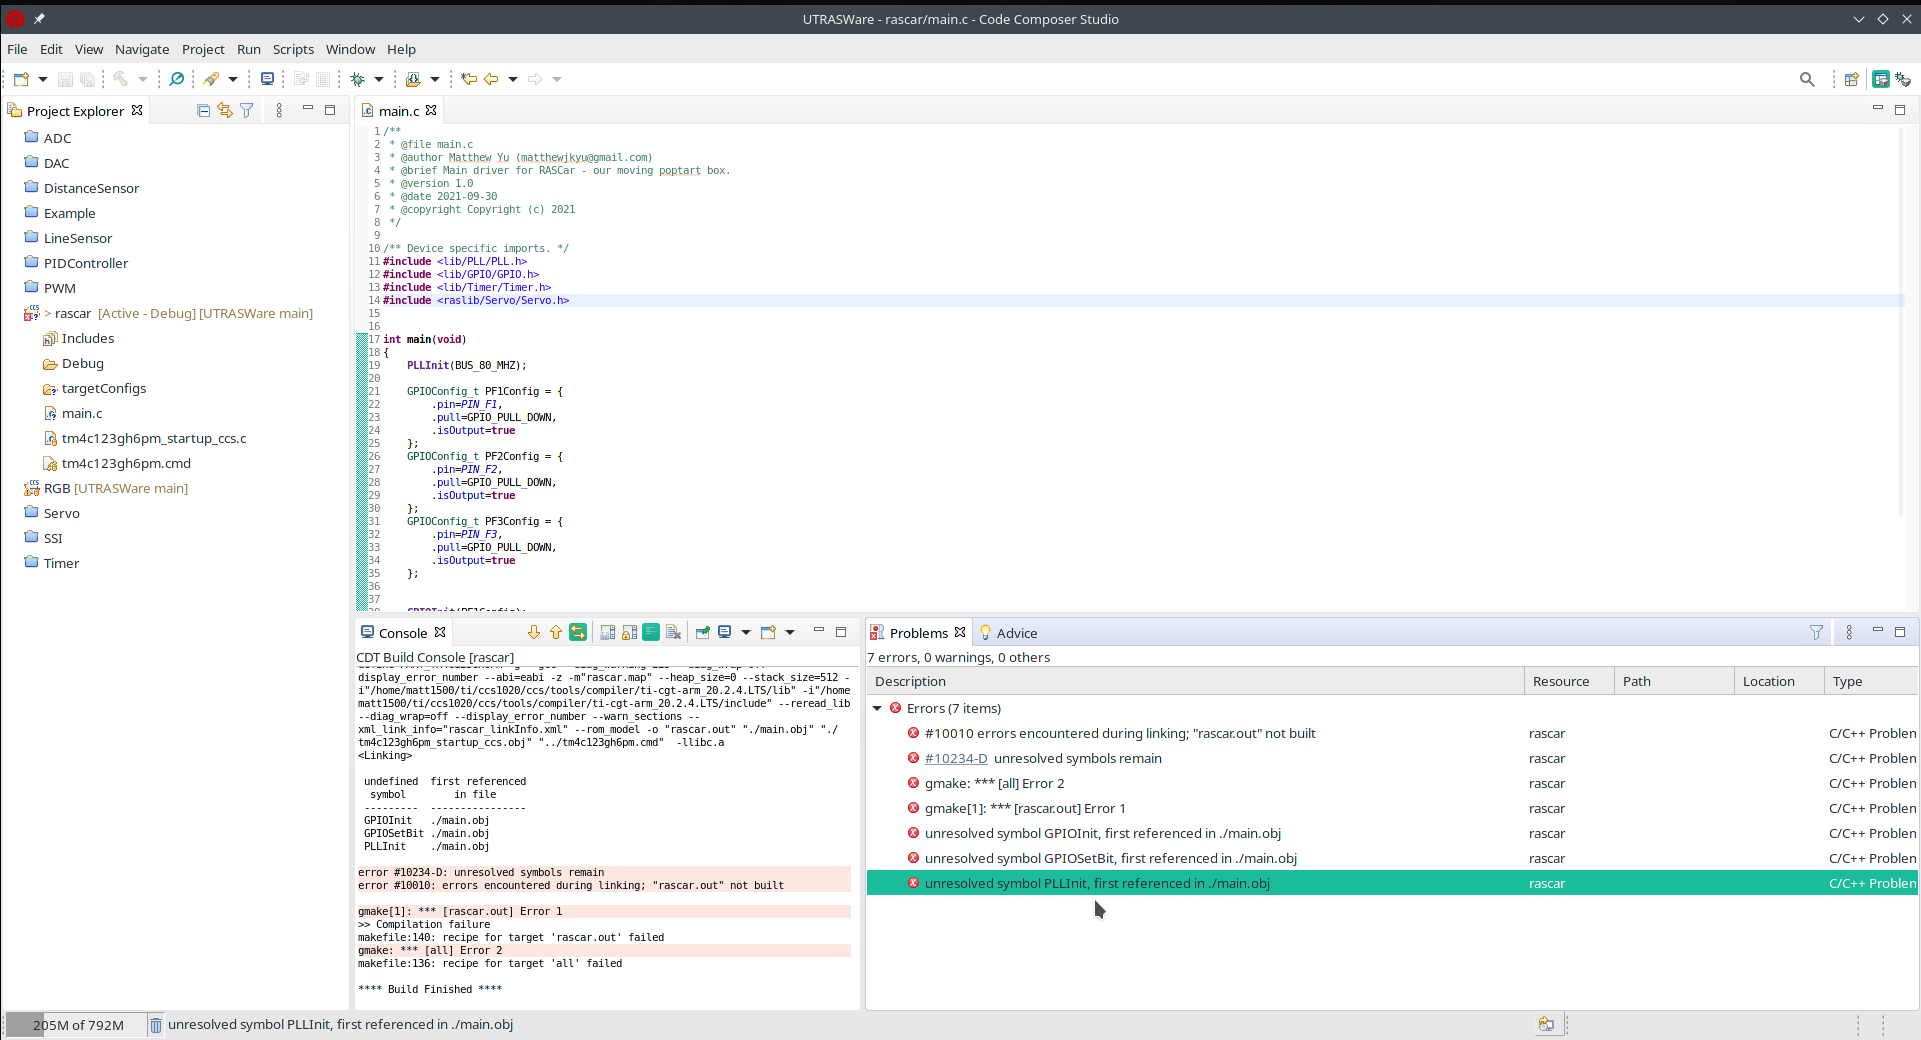 UTRASWare - rascar/main.c - Code Composer Studio
File Edit View Navigate Project Run Scripts Window Help
Project Explorer
ADC
DAC
DistanceSensor
Example
LineSensor
PIDController
PWM
> rascar [Active - Debug] [UTRASWare main]
Includes
Debug
targetConfigs
main.c
tm4c123gh6pm_startup_ccs.c
tm4c123gh6pm.cmd
RGB [UTRASWare main]
Servo
SSI
Timer
main.c
1 /**
2 * @file main.c
3 * @author Matthew Yu (matthewjkyu@gmail.com)
4 * @brief Main driver for RASCar - our moving poptart box.
5 * @version 1.0
6 * @date 2021-09-30
7 * @copyright Copyright (c) 2021
8 */
9
10 /** Device specific imports. */
11 #include <lib/PLL/PLL.h>
12 #include <lib/GPIO/GPIO.h>
13 #include <lib/Timer/Timer.h>
14 #include <raslib/Servo/Servo.h>
15
16
17 int main(void)
18 {
19 PLLInit(BUS_80_MHZ);
20
21 GPIOConfig_t PF1Config = {
22 .pin=PIN_F1,
23 .pull=GPIO_PULL_DOWN,
24 .isOutput=true
25 };
26 GPIOConfig_t PF2Config = {
27 .pin=PIN_F2,
28 .pull=GPIO_PULL_DOWN,
29 .isOutput=true
30 };
31 GPIOConfig_t PF3Config = {
32 .pin=PIN_F3,
33 .pull=GPIO_PULL_DOWN,
34 .isOutput=true
35 };
36
37
Console
CDT Build Console [rascar]
display_error_number --abi=eabi -z -m"rascar.map" --heap_size=0 --stack_size=512 -
i"/home/matt1500/ti/ccs1020/ccs/tools/compiler/ti-cgt-arm_20.2.4.LTS/lib" -i"/home
matt1500/ti/ccs1020/ccs/tools/compiler/ti-cgt-arm_20.2.4.LTS/include" --reread_lib
--diag_wrap=off --display_error_number --warn_sections --
xml_link_info="rascar_linkInfo.xml" --rom_model -o "rascar.out" "./main.obj" "./
tm4c123gh6pm_startup_ccs.obj" "../tm4c123gh6pm.cmd" -llibc.a
<Linking>
undefined first referenced
symbol in file
--------- ----------------
GPIOInit ./main.obj
GPIOSetBit ./main.obj
PLLInit ./main.obj
error #10234-D: unresolved symbols remain
error #10010: errors encountered during linking; "rascar.out" not built
gmake[1]: *** [rascar.out] Error 1
>> Compilation failure
makefile:140: recipe for target 'rascar.out' failed
gmake: *** [all] Error 2
makefile:136: recipe for target 'all' failed
**** Build Finished ****
Problems Advice
7 errors, 0 warnings, 0 others
Description Resource Path Location Type
Errors (7 items)
#10010 errors encountered during linking; "rascar.out" not built rascar C/C++ Problen
#10234-D unresolved symbols remain rascar C/C++ Problen
gmake: *** [all] Error 2 rascar C/C++ Problen
gmake[1]: *** [rascar.out] Error 1 rascar C/C++ Problen
unresolved symbol GPIOInit, first referenced in ./main.obj rascar C/C++ Problen
unresolved symbol GPIOSetBit, first referenced in ./main.obj rascar C/C++ Problen
unresolved symbol PLLInit, first referenced in ./main.obj rascar C/C++ Problen
205M of 792M unresolved symbol PLLInit, first referenced in ./main.obj